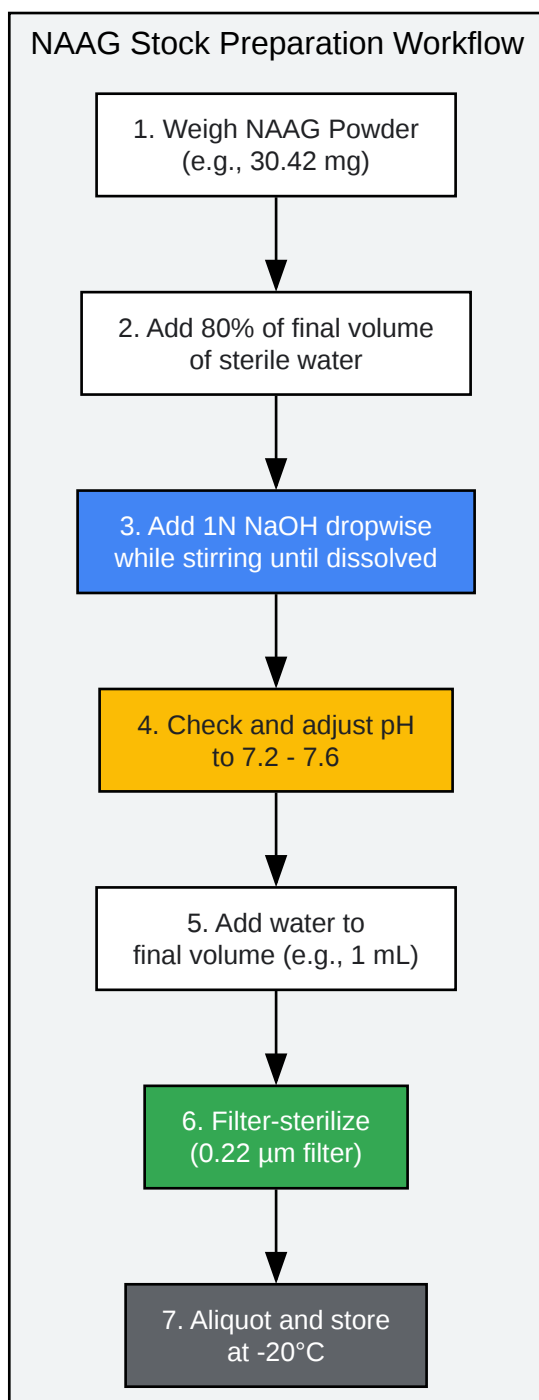 NAAG Stock Preparation Workflow
1. Weigh NAAG Powder
(e.g., 30.42 mg)
2. Add 80% of final volume
of sterile water
3. Add 1N NaOH dropwise
while stirring until dissolved
4. Check and adjust pH
to 7.2 - 7.6
5. Add water to
final volume (e.g., 1 mL)
6. Filter-sterilize
(0.22 µm filter)
7. Aliquot and store
at -20°C